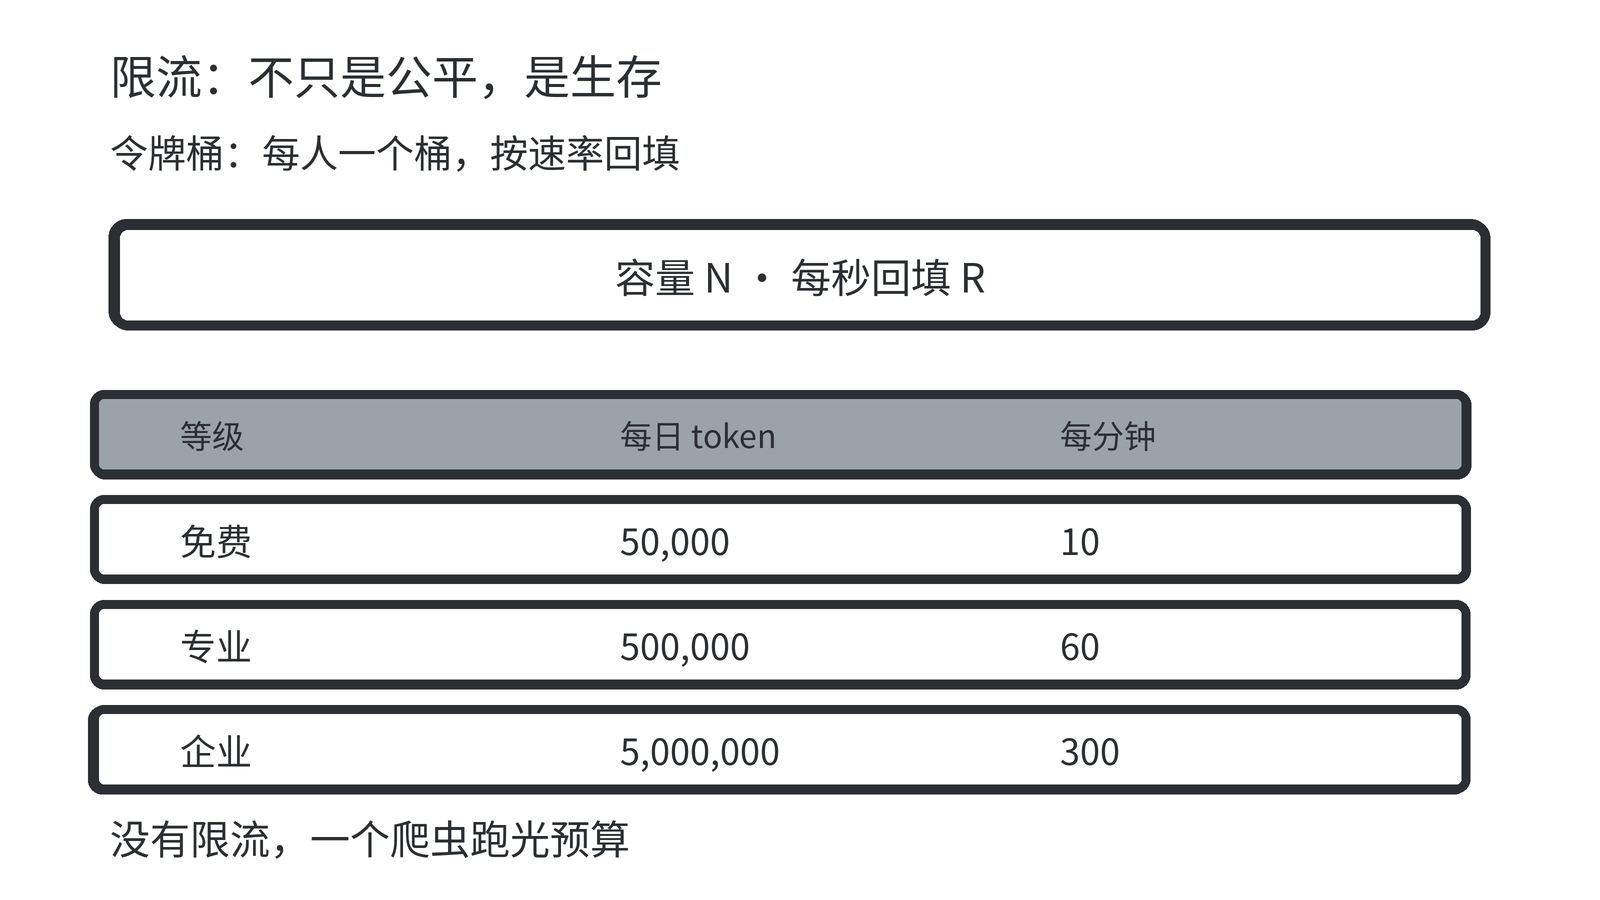 限流：不只是公平，是生存
令牌桶：每人一个桶，按速率回填
容量 N · 每秒回填 R
等级 每日 token 每分钟
免费 50,000 10
专业 500,000 60
企业 5,000,000 300
没有限流，一个爬虫跑光预算